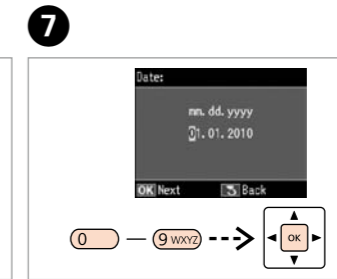 7
Date:
mm. dd. yyyy
01. 01. 2010
OK Next Back
0 — 9 WXYZ OK